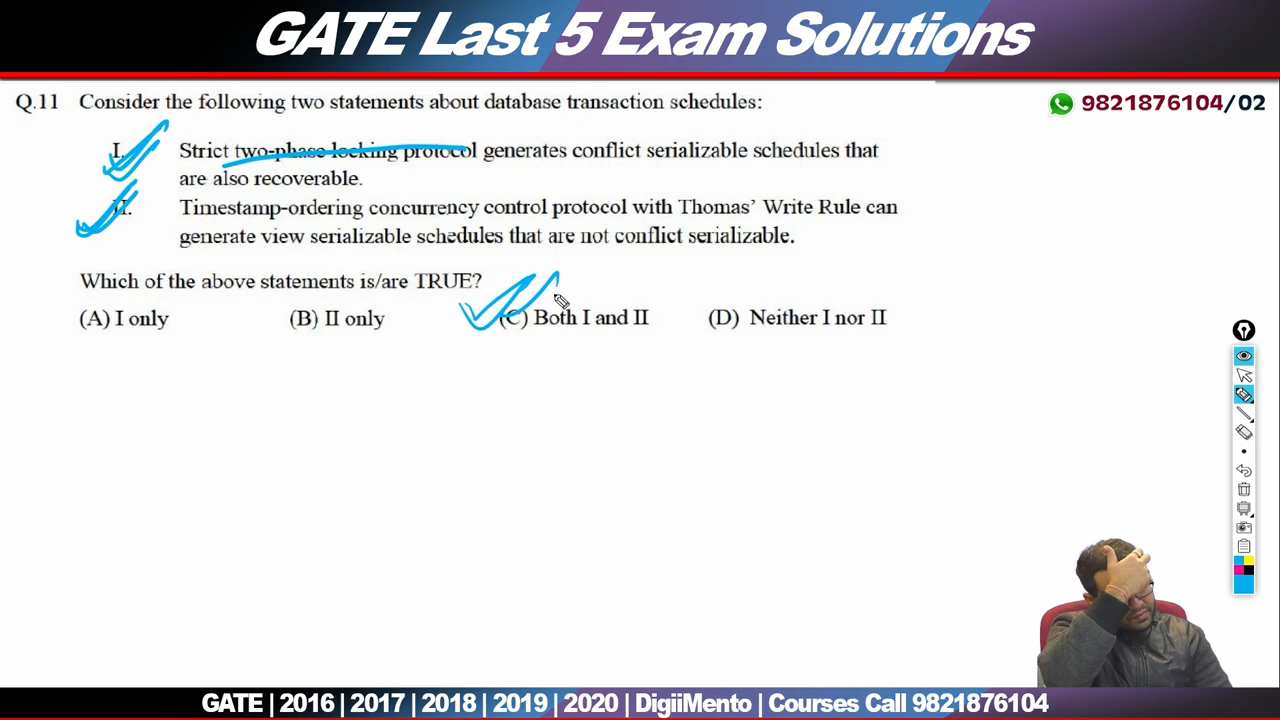 GATE Last 5 Exam Solutions
9821876104/02
Q.11 Consider the following two statements about database transaction schedules:
I. Strict two-phase locking protocol generates conflict serializable schedules that
are also recoverable.
II. Timestamp-ordering concurrency control protocol with Thomas' Write Rule can
generate view serializable schedules that are not conflict serializable.
Which of the above statements is/are TRUE?
(A) I only (B) II only (C) Both I and II (D) Neither I nor II
GATE | 2016 | 2017 | 2018 | 2019 | 2020 | DigiiMento | Courses Call 9821876104